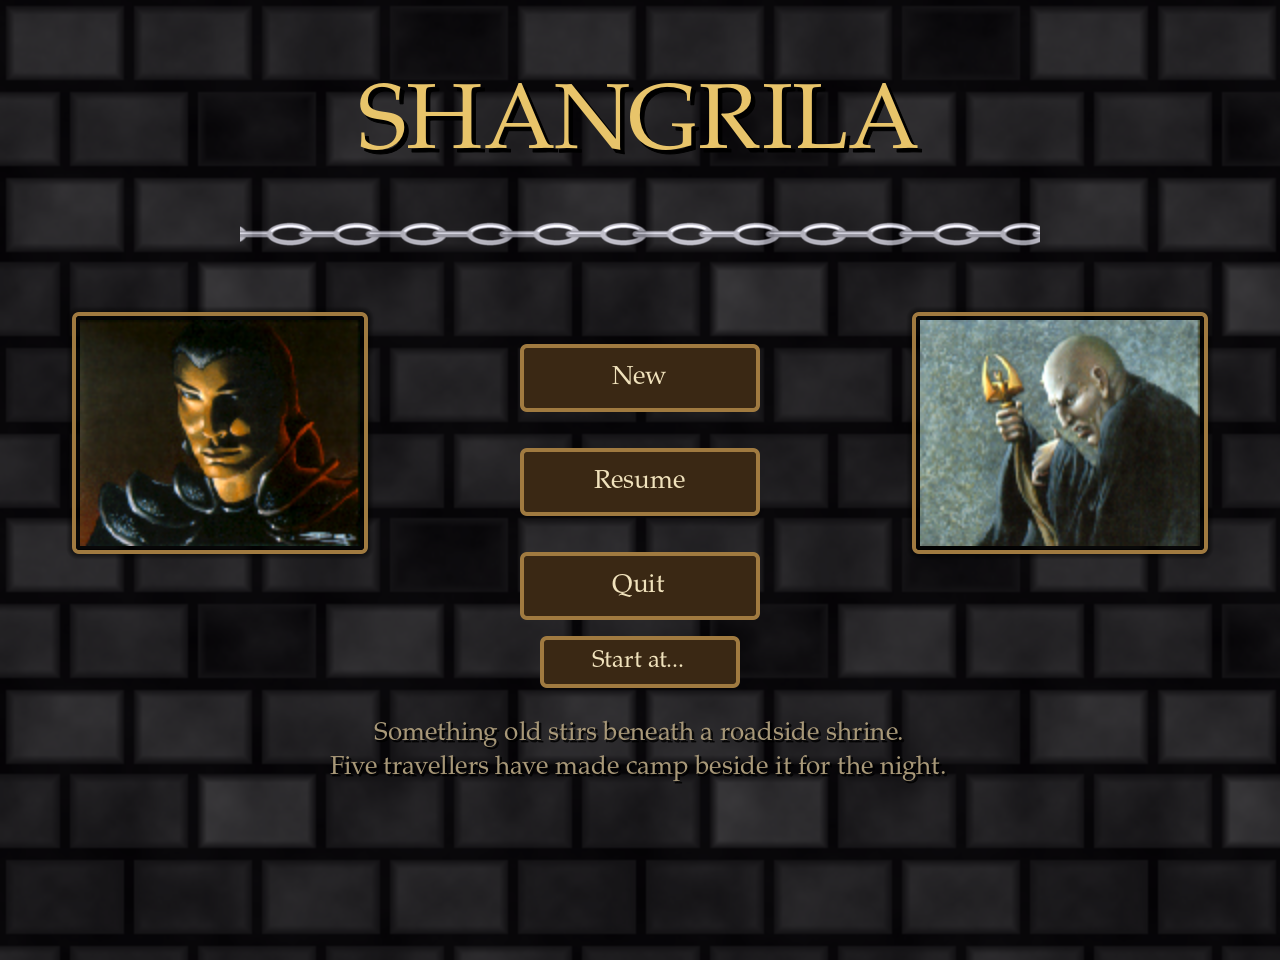 SHANGRILA
New
Resume
Quit
Start at...
Something old stirs beneath a roadside shrine.
Five travellers have made camp beside it for the night.